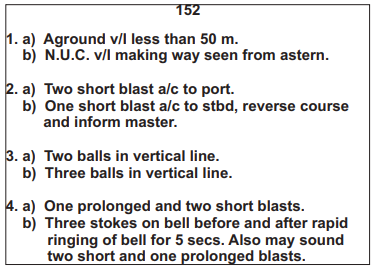 152
1. a) Aground v/l less than 50 m.
b) N.U.C. v/l making way seen from astern.
2. a) Two short blast a/c to port.
b) One short blast a/c to stbd, reverse course
and inform master.
3. a) Two balls in vertical line.
b) Three balls in vertical line.
4. a) One prolonged and two short blasts.
b) Three stokes on bell before and after rapid
ringing of bell for 5 secs. Also may sound
two short and one prolonged blasts.